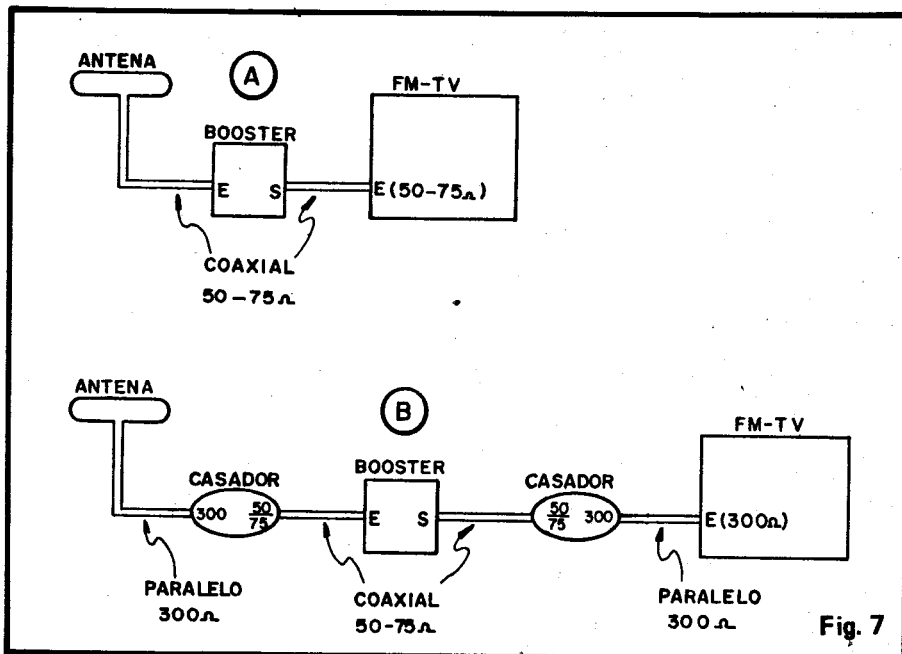 ANTENA
A
FM-TV
BOOSTER
E S
E (50-75Ω)
COAXIAL
50-75Ω
ANTENA
B
FM-TV
BOOSTER
CASADOR
CASADOR
300 50/75
E S
50/75 300
E (300Ω)
PARALELO
300Ω
COAXIAL
50-75Ω
PARALELO
300Ω
Fig. 7